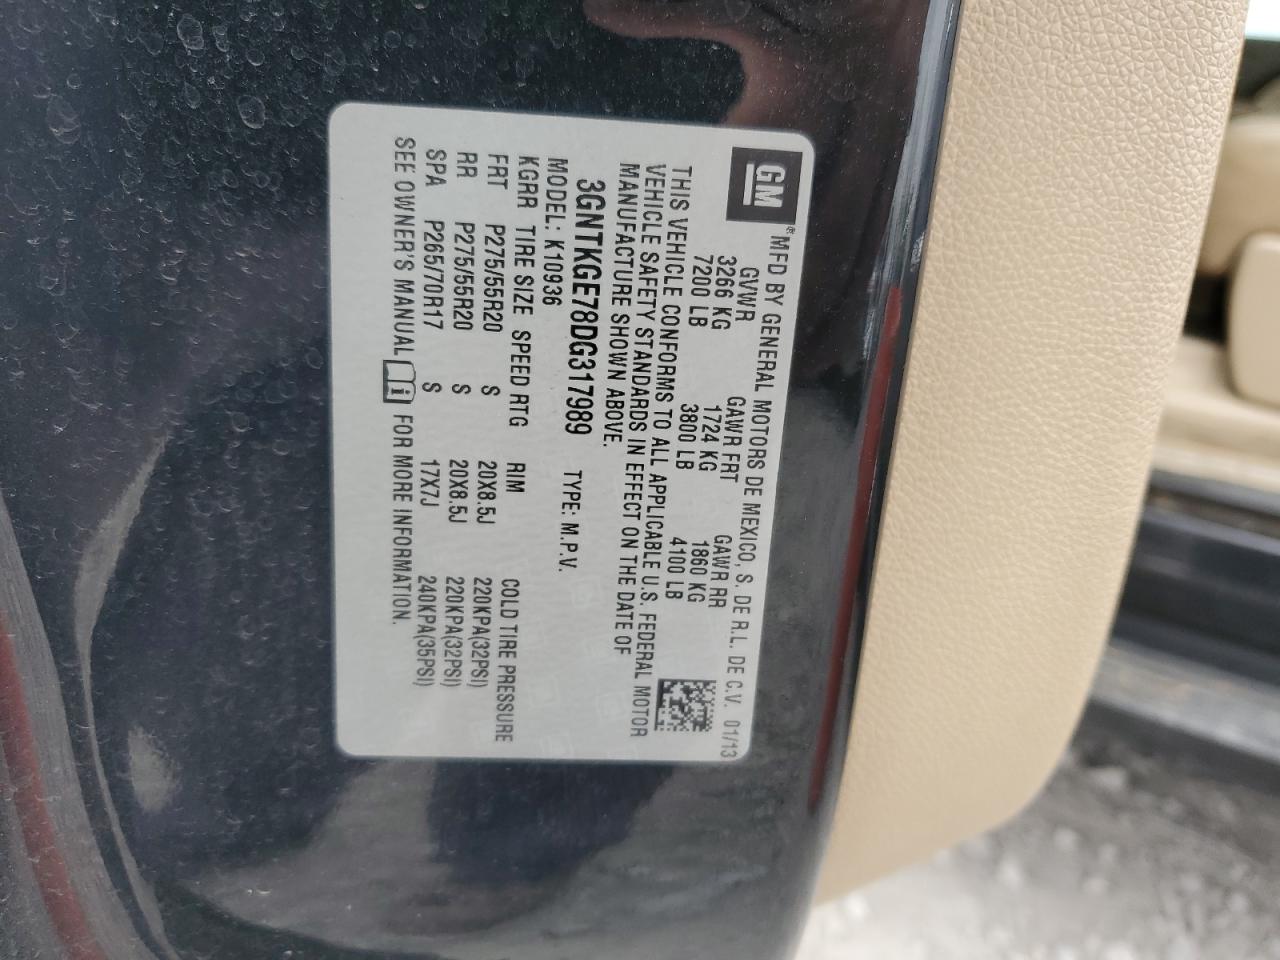 GM
® MFD BY GENERAL MOTORS DE MEXICO, S. DE R.L. DE C.V. 01/13
GVWR GAWR FRT GAWR RR
3266 KG 1724 KG 1860 KG
7200 LB 3800 LB 4100 LB
THIS VEHICLE CONFORMS TO ALL APPLICABLE U.S. FEDERAL MOTOR
VEHICLE SAFETY STANDARDS IN EFFECT ON THE DATE OF
MANUFACTURE SHOWN ABOVE.
3GNTKGE78DG317989 TYPE: M.P.V.
MODEL: K10936
KGRR TIRE SIZE SPEED RTG RIM COLD TIRE PRESSURE
FRT P275/55R20 S 20X8.5J 220KPA(32PSI)
RR P275/55R20 S 20X8.5J 220KPA(32PSI)
SPA P265/70R17 S 17X7J 240KPA(35PSI)
SEE OWNER'S MANUAL i FOR MORE INFORMATION.